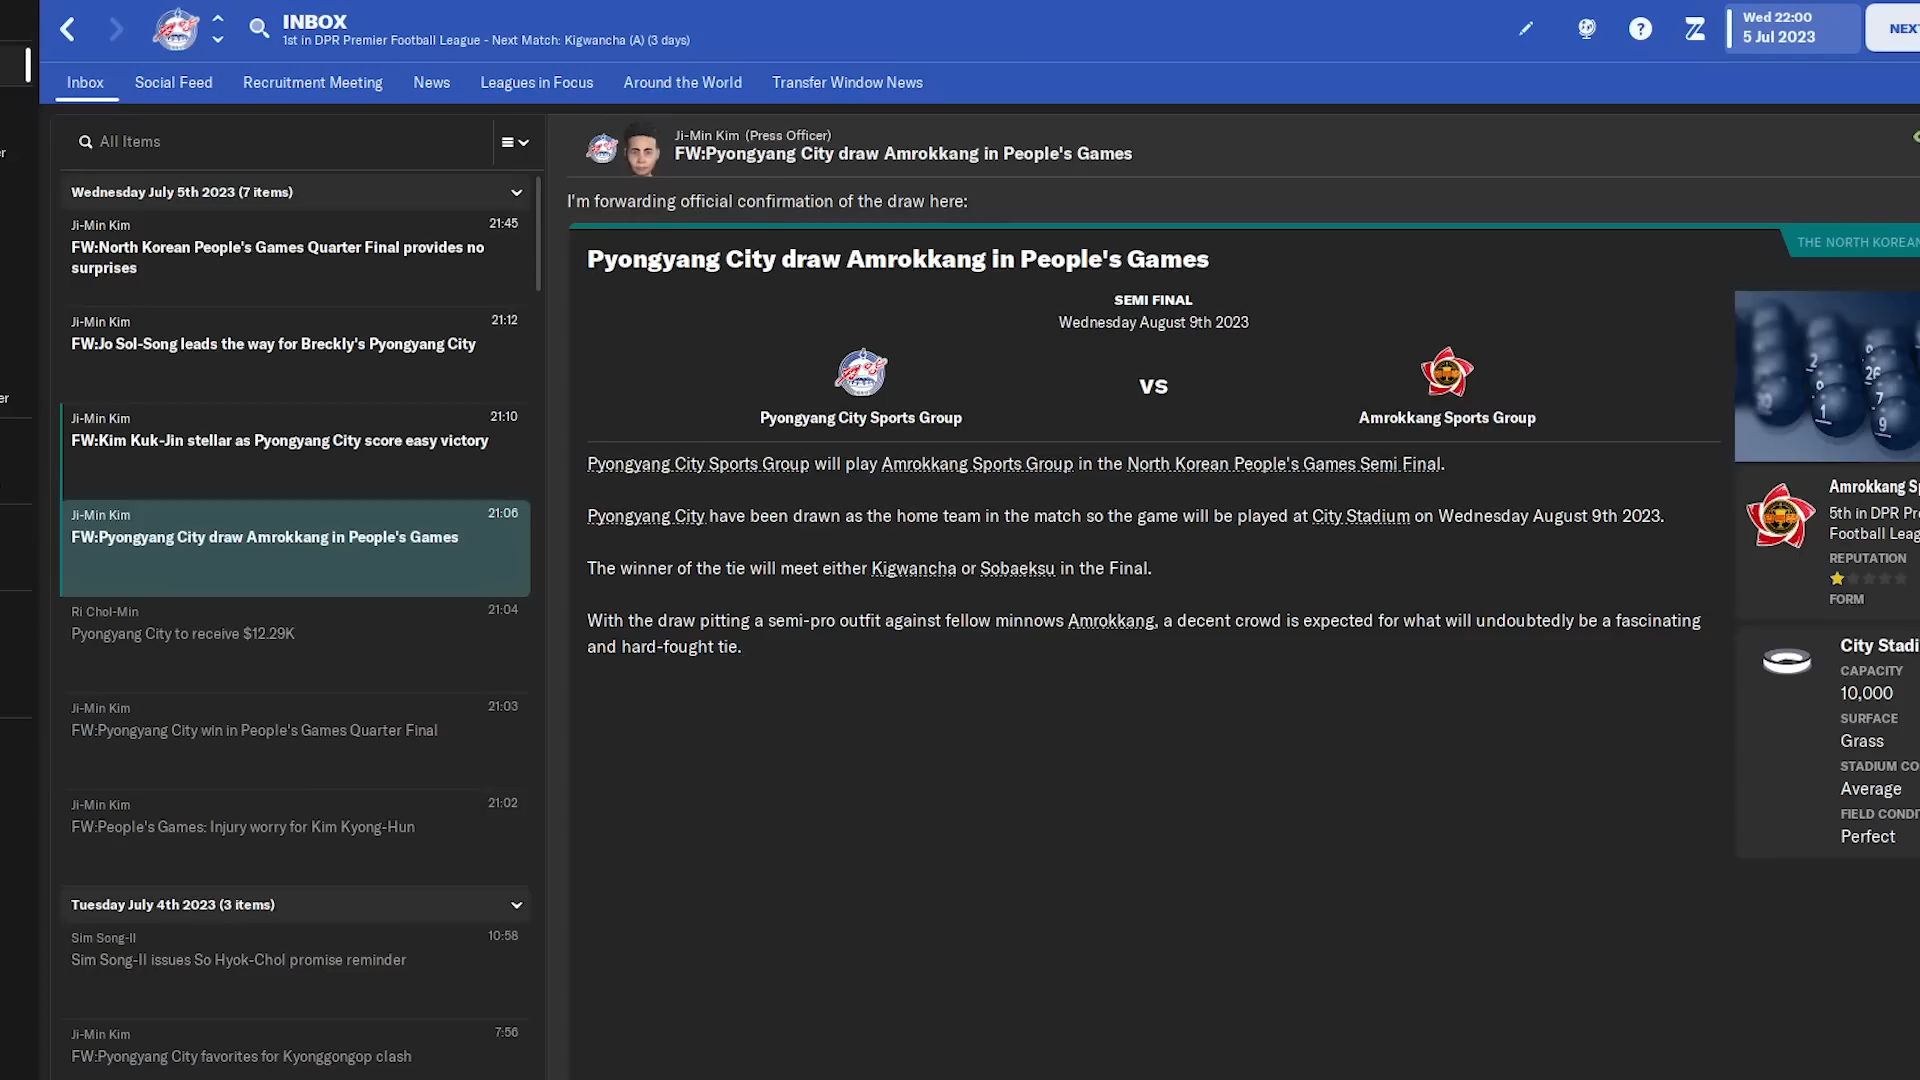 INBOX
1st in DPR Premier Football League - Next Match: Kigwancha (A) (3 days)
Wed 22:00
5 Jul 2023
NEX
Inbox
Social Feed
Recruitment Meeting
News
Leagues in Focus
Around the World
Transfer Window News
All Items
Wednesday July 5th 2023 (7 items)
Ji-Min Kim
21:45
FW:North Korean People's Games Quarter Final provides no
surprises
Ji-Min Kim
21:12
FW:Jo Sol-Song leads the way for Breckly's Pyongyang City
Ji-Min Kim
21:10
FW:Kim Kuk-Jin stellar as Pyongyang City score easy victory
Ji-Min Kim
21:06
FW:Pyongyang City draw Amrokkang in People's Games
Ri Chol-Min
21:04
Pyongyang City to receive $12.29K
Ji-Min Kim
21:03
FW:Pyongyang City win in People's Games Quarter Final
Ji-Min Kim
21:02
FW:People's Games: Injury worry for Kim Kyong-Hun
Tuesday July 4th 2023 (3 items)
Sim Song-Il
10:58
Sim Song-Il issues So Hyok-Chol promise reminder
Ji-Min Kim
7:56
FW:Pyongyang City favorites for Kyonggongop clash
Ji-Min Kim (Press Officer)
FW:Pyongyang City draw Amrokkang in People's Games
I'm forwarding official confirmation of the draw here:
THE NORTH KOREAN
Pyongyang City draw Amrokkang in People's Games
SEMI FINAL
Wednesday August 9th 2023
VS
Pyongyang City Sports Group
Amrokkang Sports Group
Pyongyang City Sports Group will play Amrokkang Sports Group in the North Korean People's Games Semi Final.
Pyongyang City have been drawn as the home team in the match so the game will be played at City Stadium on Wednesday August 9th 2023.
The winner of the tie will meet either Kigwancha or Sobaeksu in the Final.
With the draw pitting a semi-pro outfit against fellow minnows Amrokkang, a decent crowd is expected for what will undoubtedly be a fascinating
and hard-fought tie.
Amrokkang Sp
5th in DPR Pre
Football Leag
REPUTATION
FORM
City Stadi
CAPACITY
10,000
SURFACE
Grass
STADIUM CO
Average
FIELD CONDI
Perfect